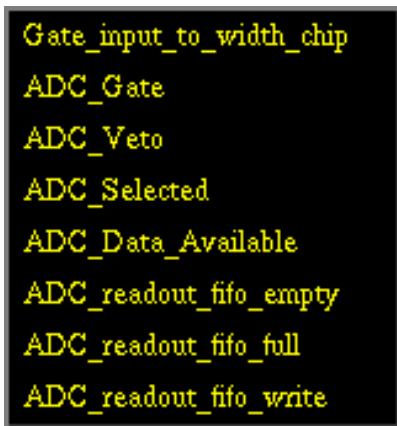 Gate_input_to_width_chip
ADC_Gate
ADC_Veto
ADC_Selected
ADC_Data_Available
ADC_readout_fifo_empty
ADC_readout_fifo_full
ADC_readout_fifo_write